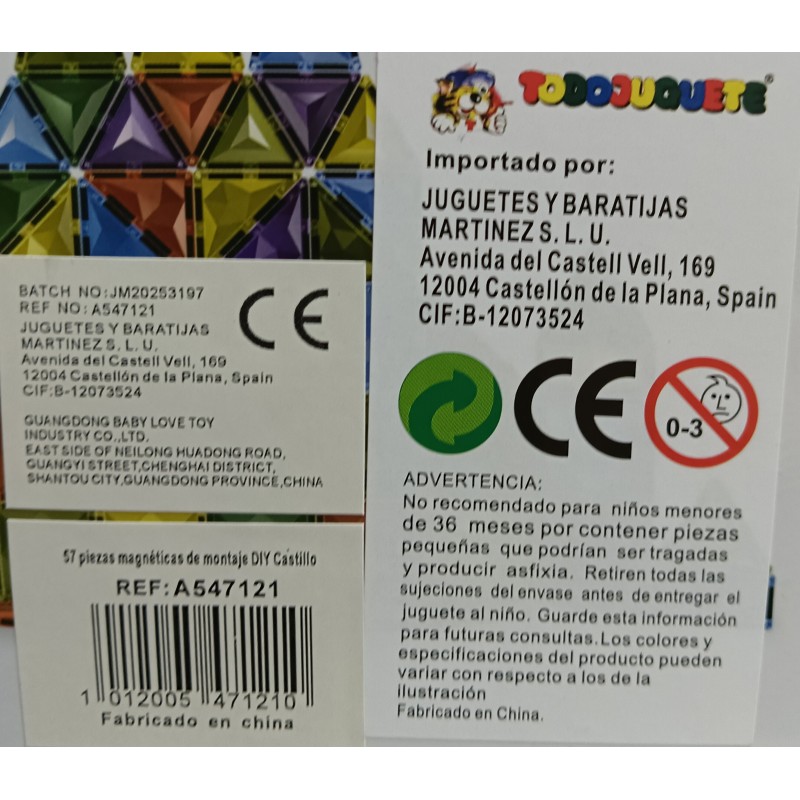 BATCH NO:JM20253197
REF NO:A547121
JUGUETES Y BARATIJAS
MARTINEZ S. L. U.
Avenida del Castell Vell, 169
12004 Castellón de la Plana, Spain
CIF:B-12073524
CE
GUANGDONG BABY LOVE TOY
INDUSTRY CO.,LTD.
EAST SIDE OF NEILONG HUADONG ROAD,
GUANGYI STREET,CHENGHAI DISTRICT,
SHANTOU CITY,GUANGDONG PROVINCE,CHINA
57 piezas magnéticas de montaje DIY Castillo
REF:A547121
1 012005 471210
Fabricado en china
TODOJUGUETE®
Importado por:
JUGUETES Y BARATIJAS
MARTINEZ S. L. U.
Avenida del Castell Vell, 169
12004 Castellón de la Plana, Spain
CIF:B-12073524
CE
0-3
ADVERTENCIA:
No recomendado para niños menores
de 36 meses por contener piezas
pequeñas que podrían ser tragadas
y producir asfixia. Retiren todas las
sujeciones del envase antes de entregar el
juguete al niño. Guarde esta información
para futuras consultas.Los colores y
especificaciones del producto pueden
variar con respecto a los de la
ilustración
Fabricado en China.